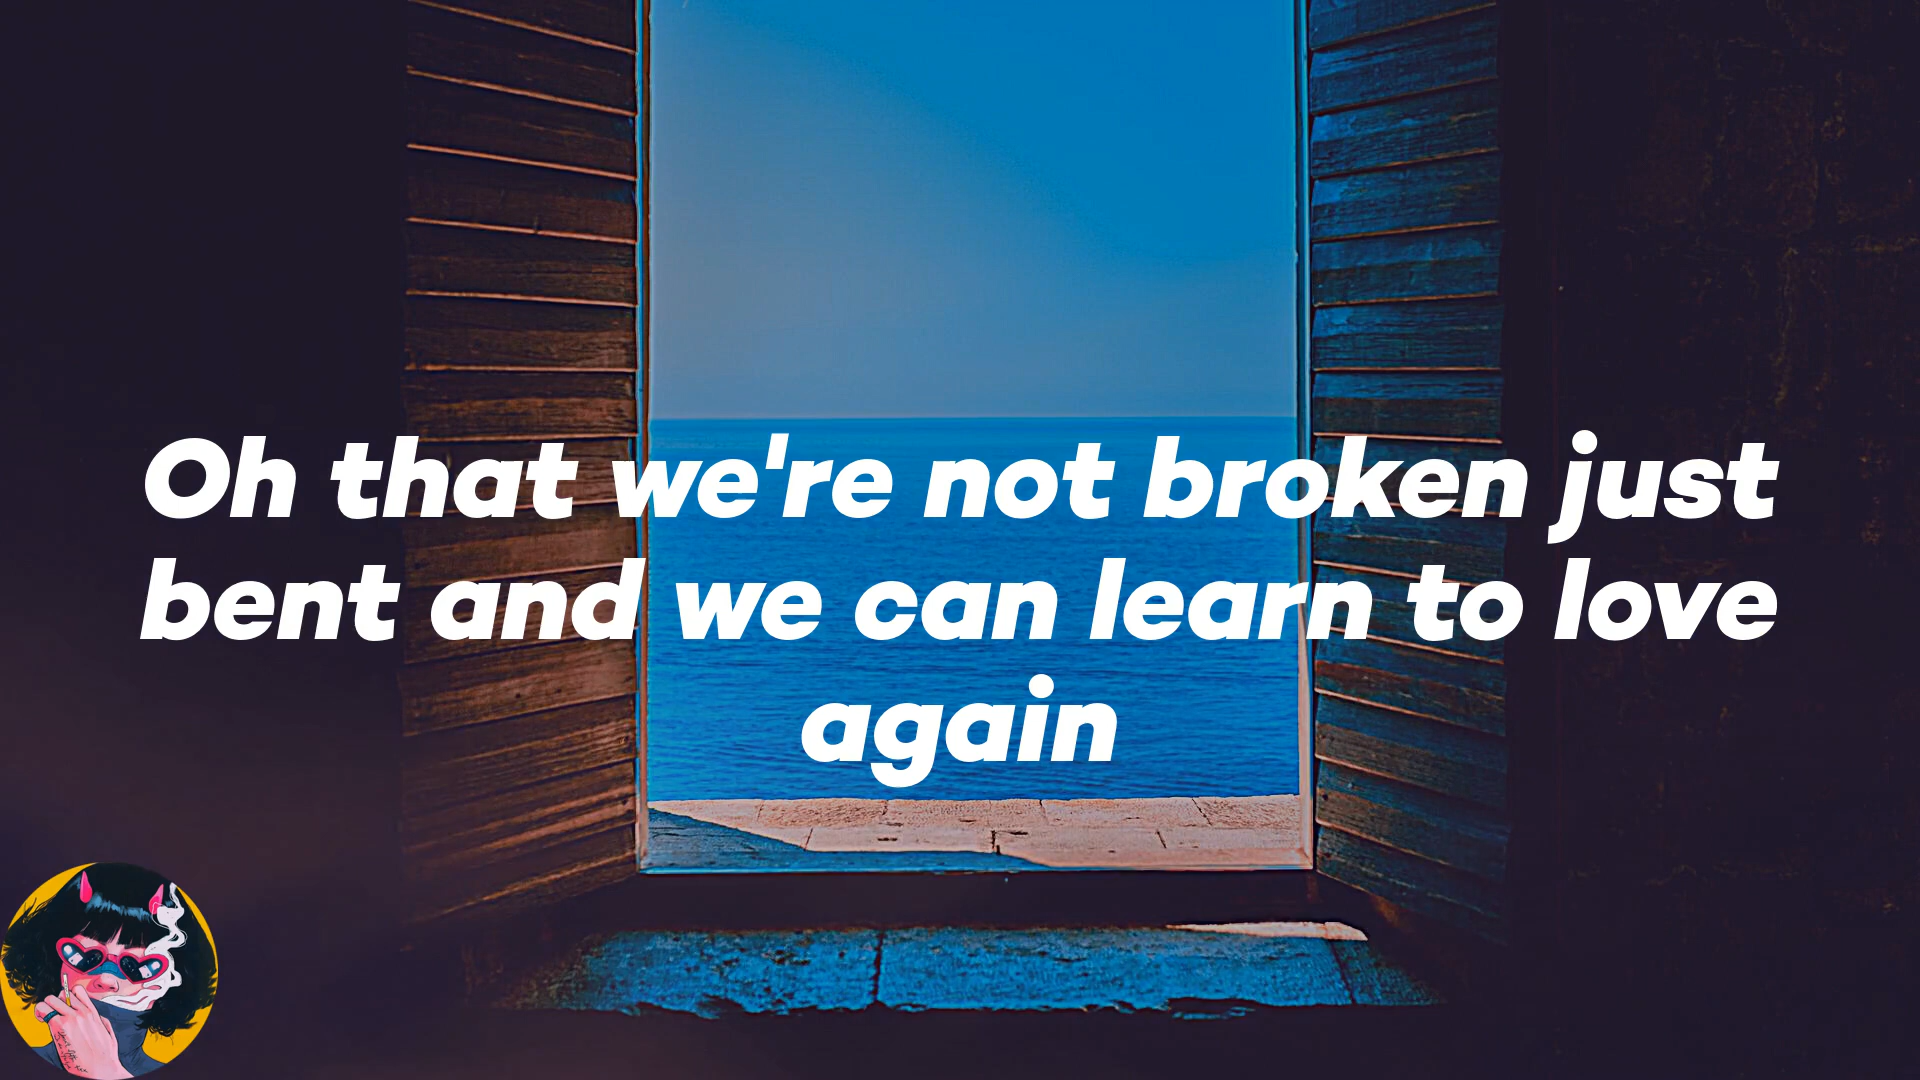 Oh that we're not broken just
bent and we can learn to love
again